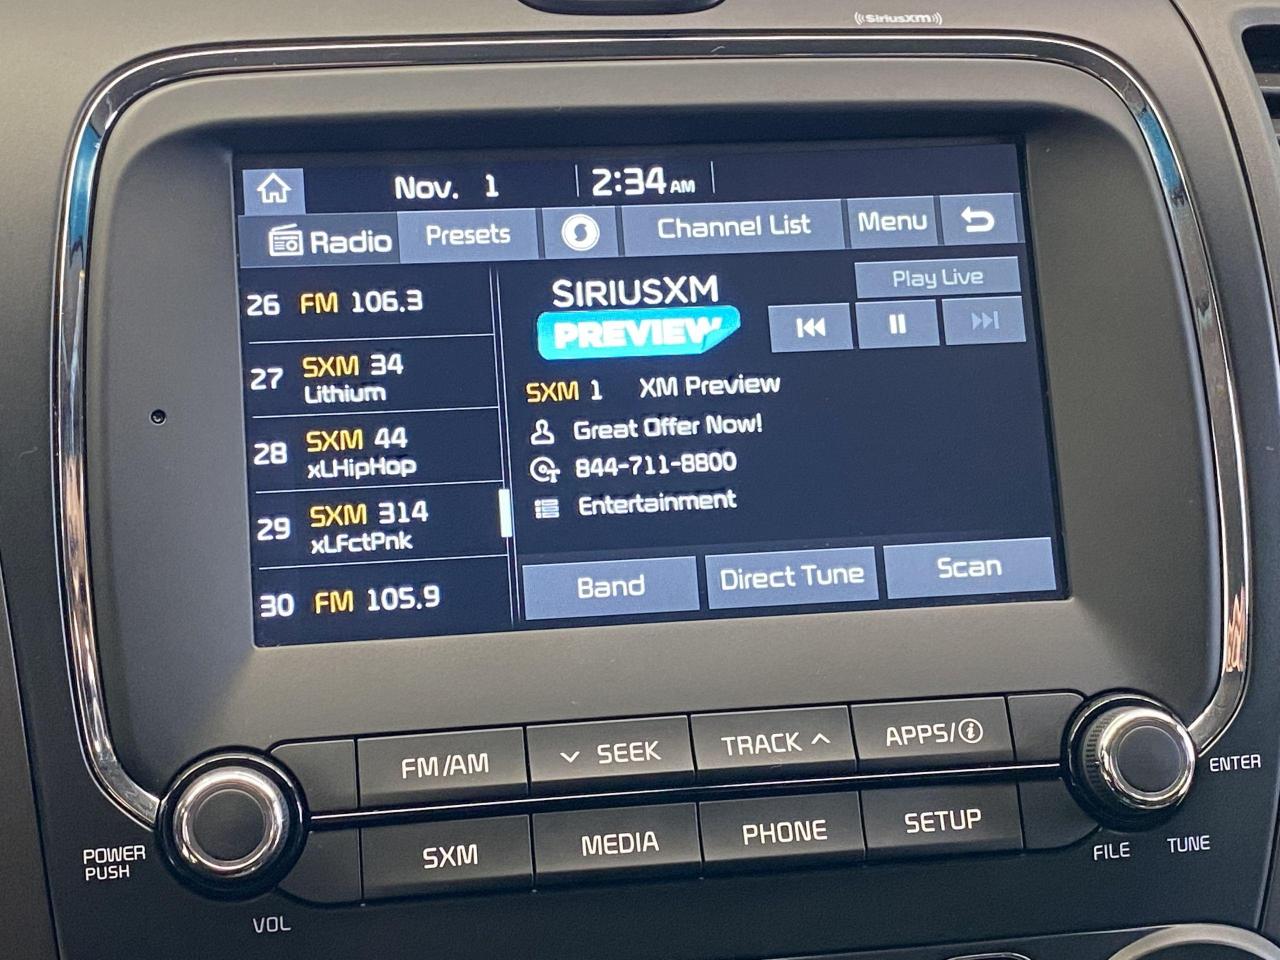 ((SiriusXM))
Nov. 1 2:34 AM
Radio Presets Channel List Menu
26 FM 106.3
27 SXM 34
Lithium
28 SXM 44
xLHipHop
29 SXM 314
xLFctPnk
30 FM 105.9
SIRIUSXM
PREVIEW
Play Live
SXM 1 XM Preview
Great Offer Now!
844-711-8800
Entertainment
Band Direct Tune Scan
FM/AM SEEK TRACK APPS/i
SXM MEDIA PHONE SETUP
POWER
PUSH
VOL
ENTER
FILE TUNE